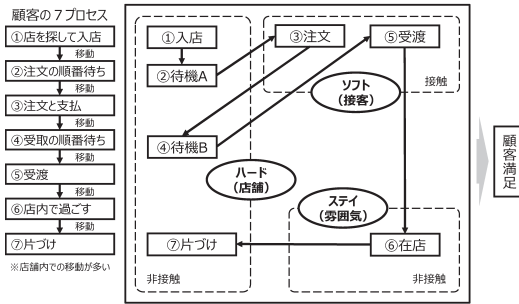 顧客の7プロセス
①店を探して入店
移動
②注文の順番待ち
移動
③注文と支払
移動
④受取の順番待ち
移動
⑤受渡
移動
⑥店内で過ごす
移動
⑦片づけ
※店舗内での移動が多い
①入店
②待機A
③注文
⑤受渡
接触
ソフト
(接客)
④待機B
ハード
(店舗)
ステイ
(雰囲気)
⑦片づけ
⑥在店
非接触
非接触
顧客満足